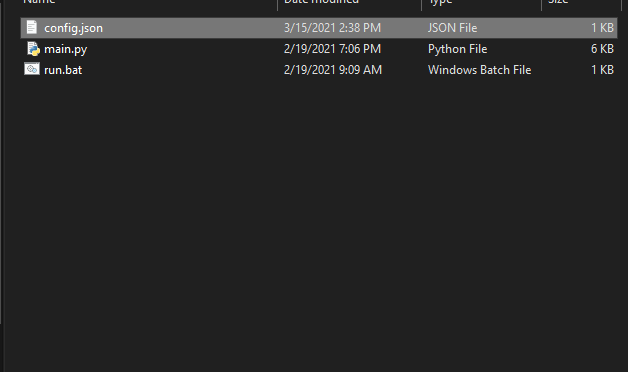 Name Date modified Type Size
config.json 3/15/2021 2:38 PM JSON File 1 KB
main.py 2/19/2021 7:06 PM Python File 6 KB
run.bat 2/19/2021 9:09 AM Windows Batch File 1 KB